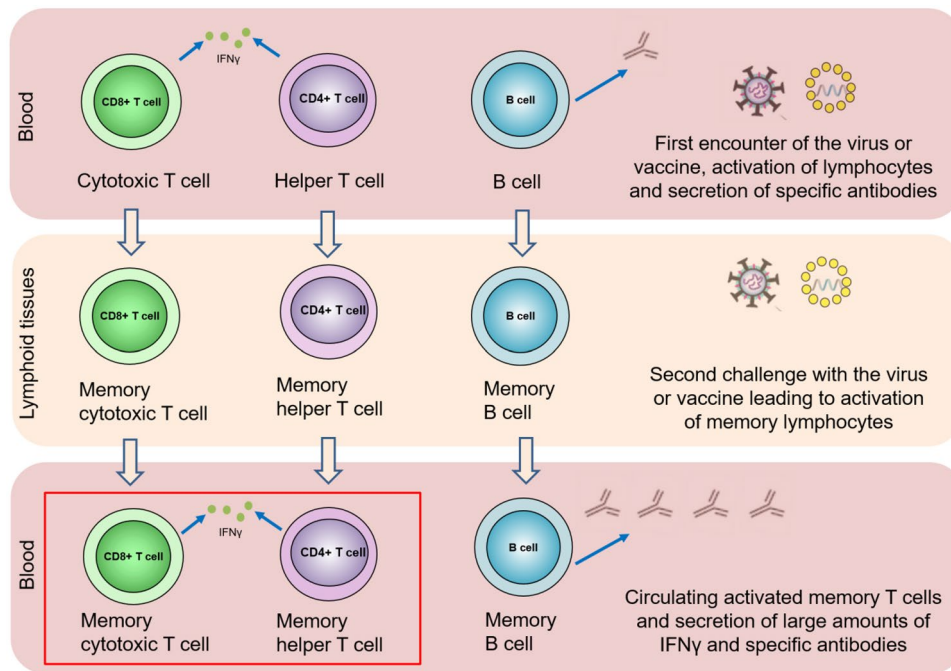 Blood
CD8+ T cell
IFNγ
CD4+ T cell
B cell
Cytotoxic T cell
Helper T cell
B cell
First encounter of the virus or
vaccine, activation of lymphocytes
and secretion of specific antibodies
Lymphoid tissues
CD8+ T cell
CD4+ T cell
B cell
Memory
cytotoxic T cell
Memory
helper T cell
Memory
B cell
Second challenge with the virus
or vaccine leading to activation
of memory lymphocytes
Blood
CD8+ T cell
IFNγ
CD4+ T cell
B cell
Memory
cytotoxic T cell
Memory
helper T cell
Memory
B cell
Circulating activated memory T cells
and secretion of large amounts of
IFNγ and specific antibodies